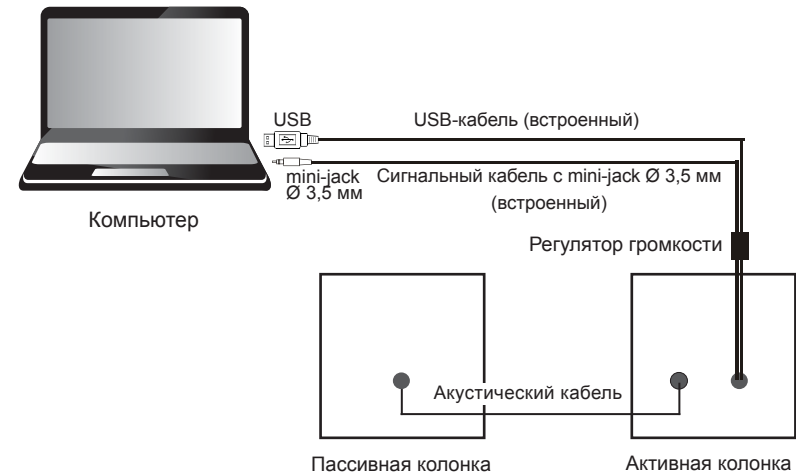 USB
USB-кабель (встроенный)
mini-jack
Ø 3,5 мм
Сигнальный кабель с mini-jack Ø 3,5 мм
(встроенный)
Компьютер
Регулятор громкости
Акустический кабель
Пассивная колонка
Активная колонка